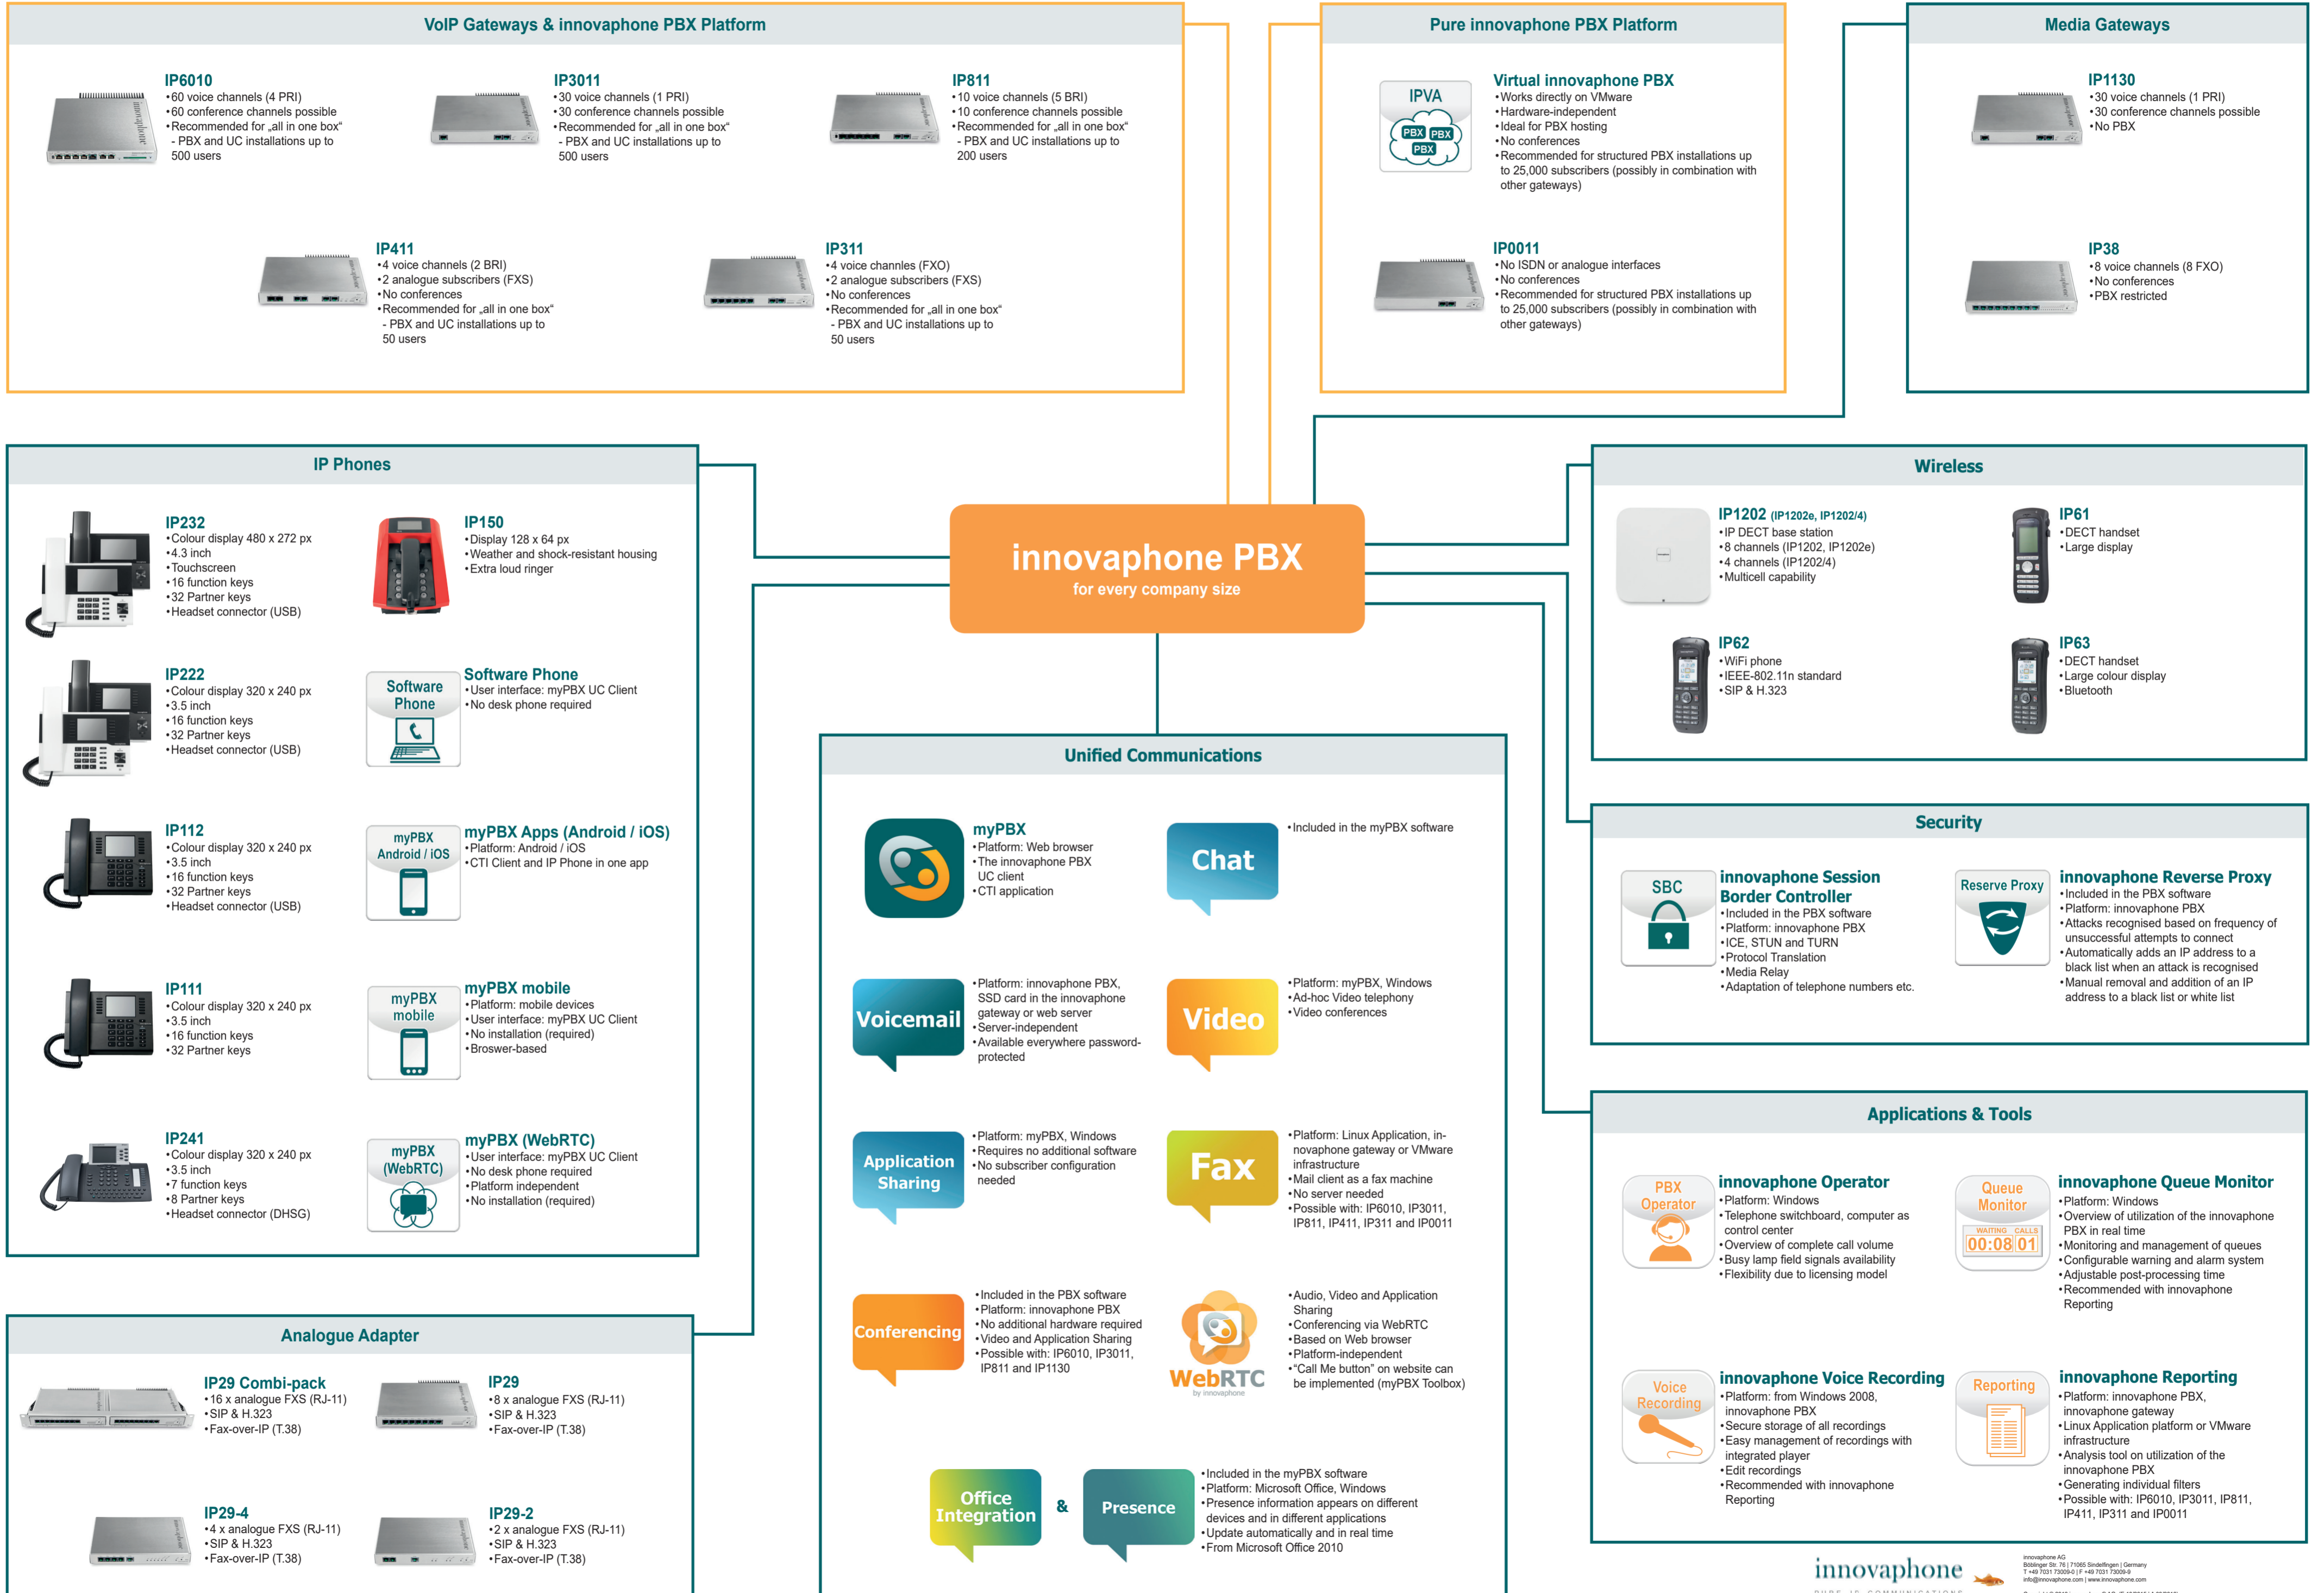 VoIP Gateways & innovaphone PBX Platform
IP6010
•60 voice channels (4 PRI)
•60 conference channels possible
•Recommended for „all in one box“
- PBX and UC installations up to
500 users
IP3011
•30 voice channels (1 PRI)
•30 conference channels possible
•Recommended for „all in one box“
- PBX and UC installations up to
500 users
IP811
•10 voice channels (5 BRI)
•10 conference channels possible
•Recommended for „all in one box“
- PBX and UC installations up to
200 users
IP411
•4 voice channels (2 BRI)
•2 analogue subscribers (FXS)
•No conferences
•Recommended for „all in one box“
- PBX and UC installations up to
50 users
IP311
•4 voice channles (FXO)
•2 analogue subscribers (FXS)
•No conferences
•Recommended for „all in one box“
- PBX and UC installations up to
50 users
Pure innovaphone PBX Platform
IPVA
PBX PBX
PBX
Virtual innovaphone PBX
•Works directly on VMware
•Hardware-independent
•Ideal for PBX hosting
•No conferences
•Recommended for structured PBX installations up
to 25,000 subscribers (possibly in combination with
other gateways)
IP0011
•No ISDN or analogue interfaces
•No conferences
•Recommended for structured PBX installations up
to 25,000 subscribers (possibly in combination with
other gateways)
Media Gateways
IP1130
•30 voice channels (1 PRI)
•30 conference channels possible
•No PBX
IP38
•8 voice channels (8 FXO)
•No conferences
•PBX restricted
innovaphone PBX
for every company size
IP Phones
IP232
•Colour display 480 x 272 px
•4.3 inch
•Touchscreen
•16 function keys
•32 Partner keys
•Headset connector (USB)
IP150
•Display 128 x 64 px
•Weather and shock-resistant housing
•Extra loud ringer
IP222
•Colour display 320 x 240 px
•3.5 inch
•16 function keys
•32 Partner keys
•Headset connector (USB)
Software
Phone
Software Phone
•User interface: myPBX UC Client
•No desk phone required
IP112
•Colour display 320 x 240 px
•3.5 inch
•16 function keys
•32 Partner keys
•Headset connector (USB)
myPBX
Android / iOS
myPBX Apps (Android / iOS)
•Platform: Android / iOS
•CTI Client and IP Phone in one app
IP111
•Colour display 320 x 240 px
•3.5 inch
•16 function keys
•32 Partner keys
myPBX
mobile
myPBX mobile
•Platform: mobile devices
•User interface: myPBX UC Client
•No installation (required)
•Broswer-based
IP241
•Colour display 320 x 240 px
•3.5 inch
•7 function keys
•8 Partner keys
•Headset connector (DHSG)
myPBX
(WebRTC)
myPBX (WebRTC)
•User interface: myPBX UC Client
•No desk phone required
•Platform independent
•No installation (required)
Analogue Adapter
IP29 Combi-pack
•16 x analogue FXS (RJ-11)
•SIP & H.323
•Fax-over-IP (T.38)
IP29
•8 x analogue FXS (RJ-11)
•SIP & H.323
•Fax-over-IP (T.38)
IP29-4
•4 x analogue FXS (RJ-11)
•SIP & H.323
•Fax-over-IP (T.38)
IP29-2
•2 x analogue FXS (RJ-11)
•SIP & H.323
•Fax-over-IP (T.38)
Unified Communications
myPBX
•Platform: Web browser
•The innovaphone PBX
UC client
•CTI application
Chat
•Included in the myPBX software
Voicemail
•Platform: innovaphone PBX,
SSD card in the innovaphone
gateway or web server
•Server-independent
•Available everywhere password-
protected
Video
•Platform: myPBX, Windows
•Ad-hoc Video telephony
•Video conferences
Application
Sharing
•Platform: myPBX, Windows
•Requires no additional software
•No subscriber configuration
needed
Fax
•Platform: Linux Application, in-
novaphone gateway or VMware
infrastructure
•Mail client as a fax machine
•No server needed
•Possible with: IP6010, IP3011,
IP811, IP411, IP311 and IP0011
Conferencing
•Included in the PBX software
•Platform: innovaphone PBX
•No additional hardware required
•Video and Application Sharing
•Possible with: IP6010, IP3011,
IP811 and IP1130
WebRTC
by innovaphone
•Audio, Video and Application
Sharing
•Conferencing via WebRTC
•Based on Web browser
•Platform-independent
•“Call Me button” on website can
be implemented (myPBX Toolbox)
Office
Integration
&
Presence
•Included in the myPBX software
•Platform: Microsoft Office, Windows
•Presence information appears on different
devices and in different applications
•Update automatically and in real time
•From Microsoft Office 2010
Wireless
IP1202 (IP1202e, IP1202/4)
•IP DECT base station
•8 channels (IP1202, IP1202e)
•4 channels (IP1202/4)
•Multicell capability
IP61
•DECT handset
•Large display
IP62
•WiFi phone
•IEEE-802.11n standard
•SIP & H.323
IP63
•DECT handset
•Large colour display
•Bluetooth
Security
SBC
innovaphone Session
Border Controller
•Included in the PBX software
•Platform: innovaphone PBX
•ICE, STUN and TURN
•Protocol Translation
•Media Relay
•Adaptation of telephone numbers etc.
Reserve Proxy
innovaphone Reverse Proxy
•Included in the PBX software
•Platform: innovaphone PBX
•Attacks recognised based on frequency of
unsuccessful attempts to connect
•Automatically adds an IP address to a
black list when an attack is recognised
•Manual removal and addition of an IP
address to a black list or white list
Applications & Tools
PBX
Operator
innovaphone Operator
•Platform: Windows
•Telephone switchboard, computer as
control center
•Overview of complete call volume
•Busy lamp field signals availability
•Flexibility due to licensing model
Queue
Monitor
WAITING CALLS
00:08 01
innovaphone Queue Monitor
•Platform: Windows
•Overview of utilization of the innovaphone
PBX in real time
•Monitoring and management of queues
•Configurable warning and alarm system
•Adjustable post-processing time
•Recommended with innovaphone
Reporting
Voice
Recording
innovaphone Voice Recording
•Platform: from Windows 2008,
innovaphone PBX
•Secure storage of all recordings
•Easy management of recordings with
integrated player
•Edit recordings
•Recommended with innovaphone
Reporting
Reporting
innovaphone Reporting
•Platform: innovaphone PBX,
innovaphone gateway
•Linux Application platform or VMware
infrastructure
•Analysis tool on utilization of the
innovaphone PBX
•Generating individual filters
•Possible with: IP6010, IP3011, IP811,
IP411, IP311 and IP0011
innovaphone
PURE IP COMMUNICATIONS
innovaphone AG
Böblinger Str. 76 | 71065 Sindelfingen | Germany
T +49 7031 73009-0 | F +49 7031 73009-9
info@innovaphone.com | www.innovaphone.com